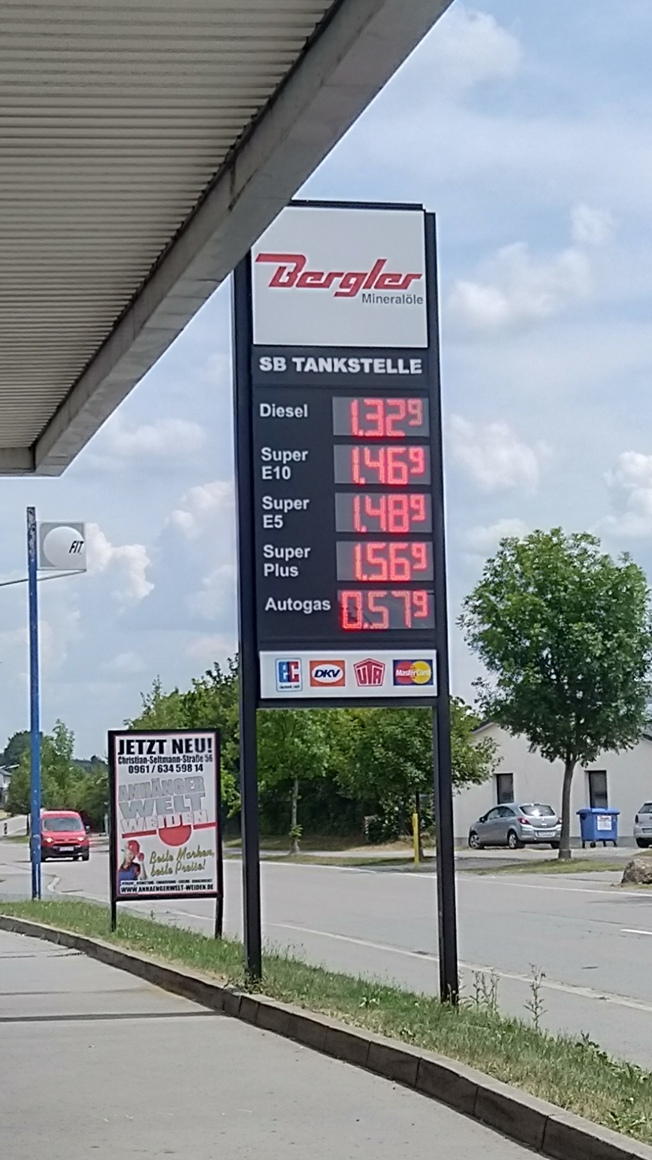 Bergler
Mineralöle
SB TANKSTELLE
Diesel 1.329
Super E10 1.469
Super E5 1.489
Super Plus 1.569
Autogas 0.579
EC DKV UTA MasterCard
FIT
JETZT NEU!
Christian-Seltmann-Straße 56
0961 / 634 598 14
ANHÄNGER
WELT
WEIDEN
Beste Marken,
beste Preise!
WWW.ANHAENGERWELT-WEIDEN.DE